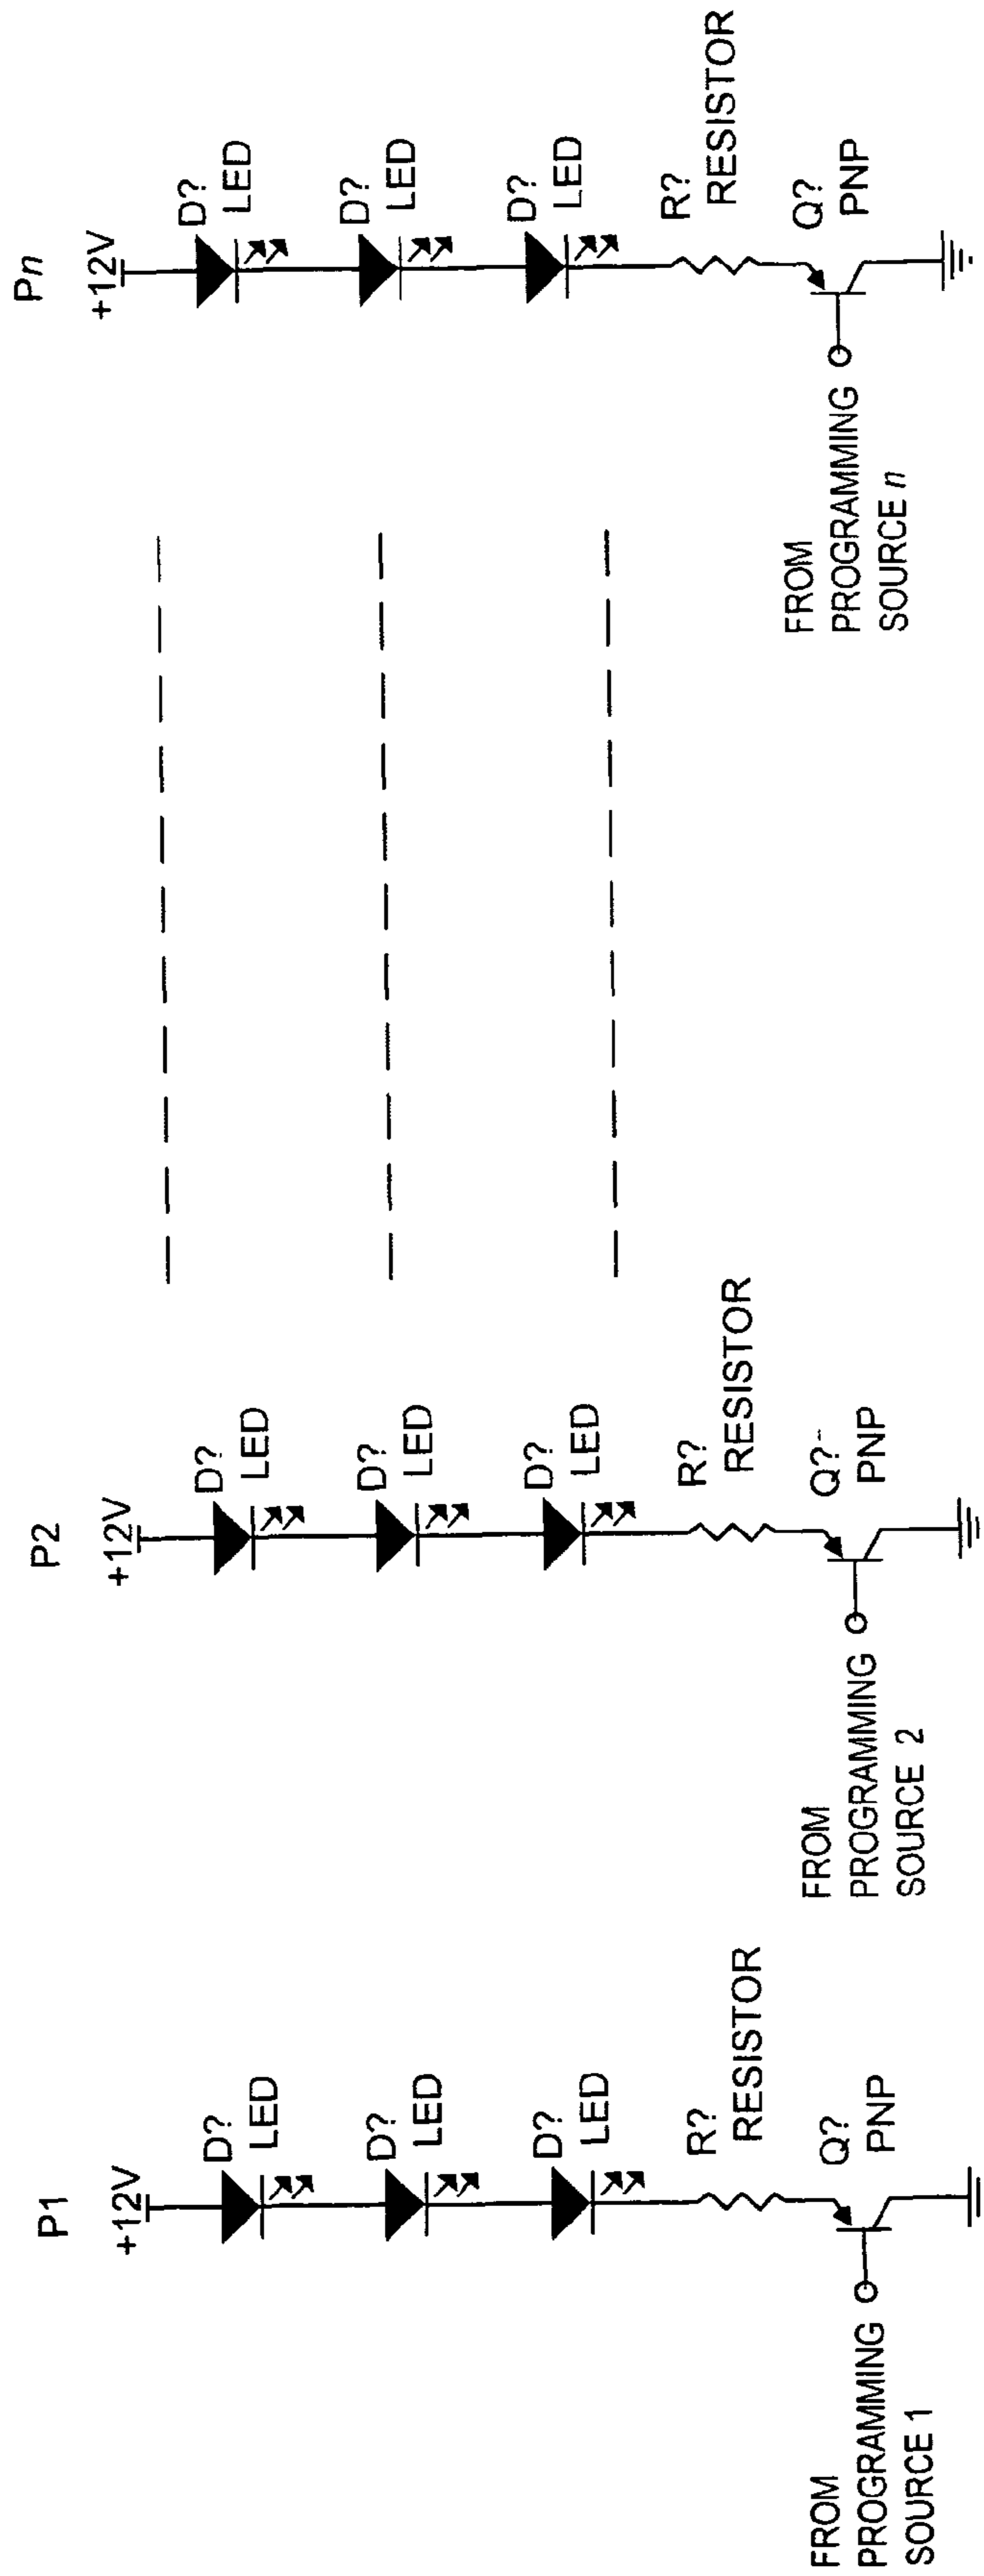 P1
+12V
D?
LED
D?
LED
D?
LED
R?
RESISTOR
Q?
PNP
FROM
PROGRAMMING
SOURCE 1
P2
+12V
D?
LED
D?
LED
D?
LED
R?
RESISTOR
Q?
PNP
FROM
PROGRAMMING
SOURCE 2
Pn
+12V
D?
LED
D?
LED
D?
LED
R?
RESISTOR
Q?
PNP
FROM
PROGRAMMING
SOURCE n